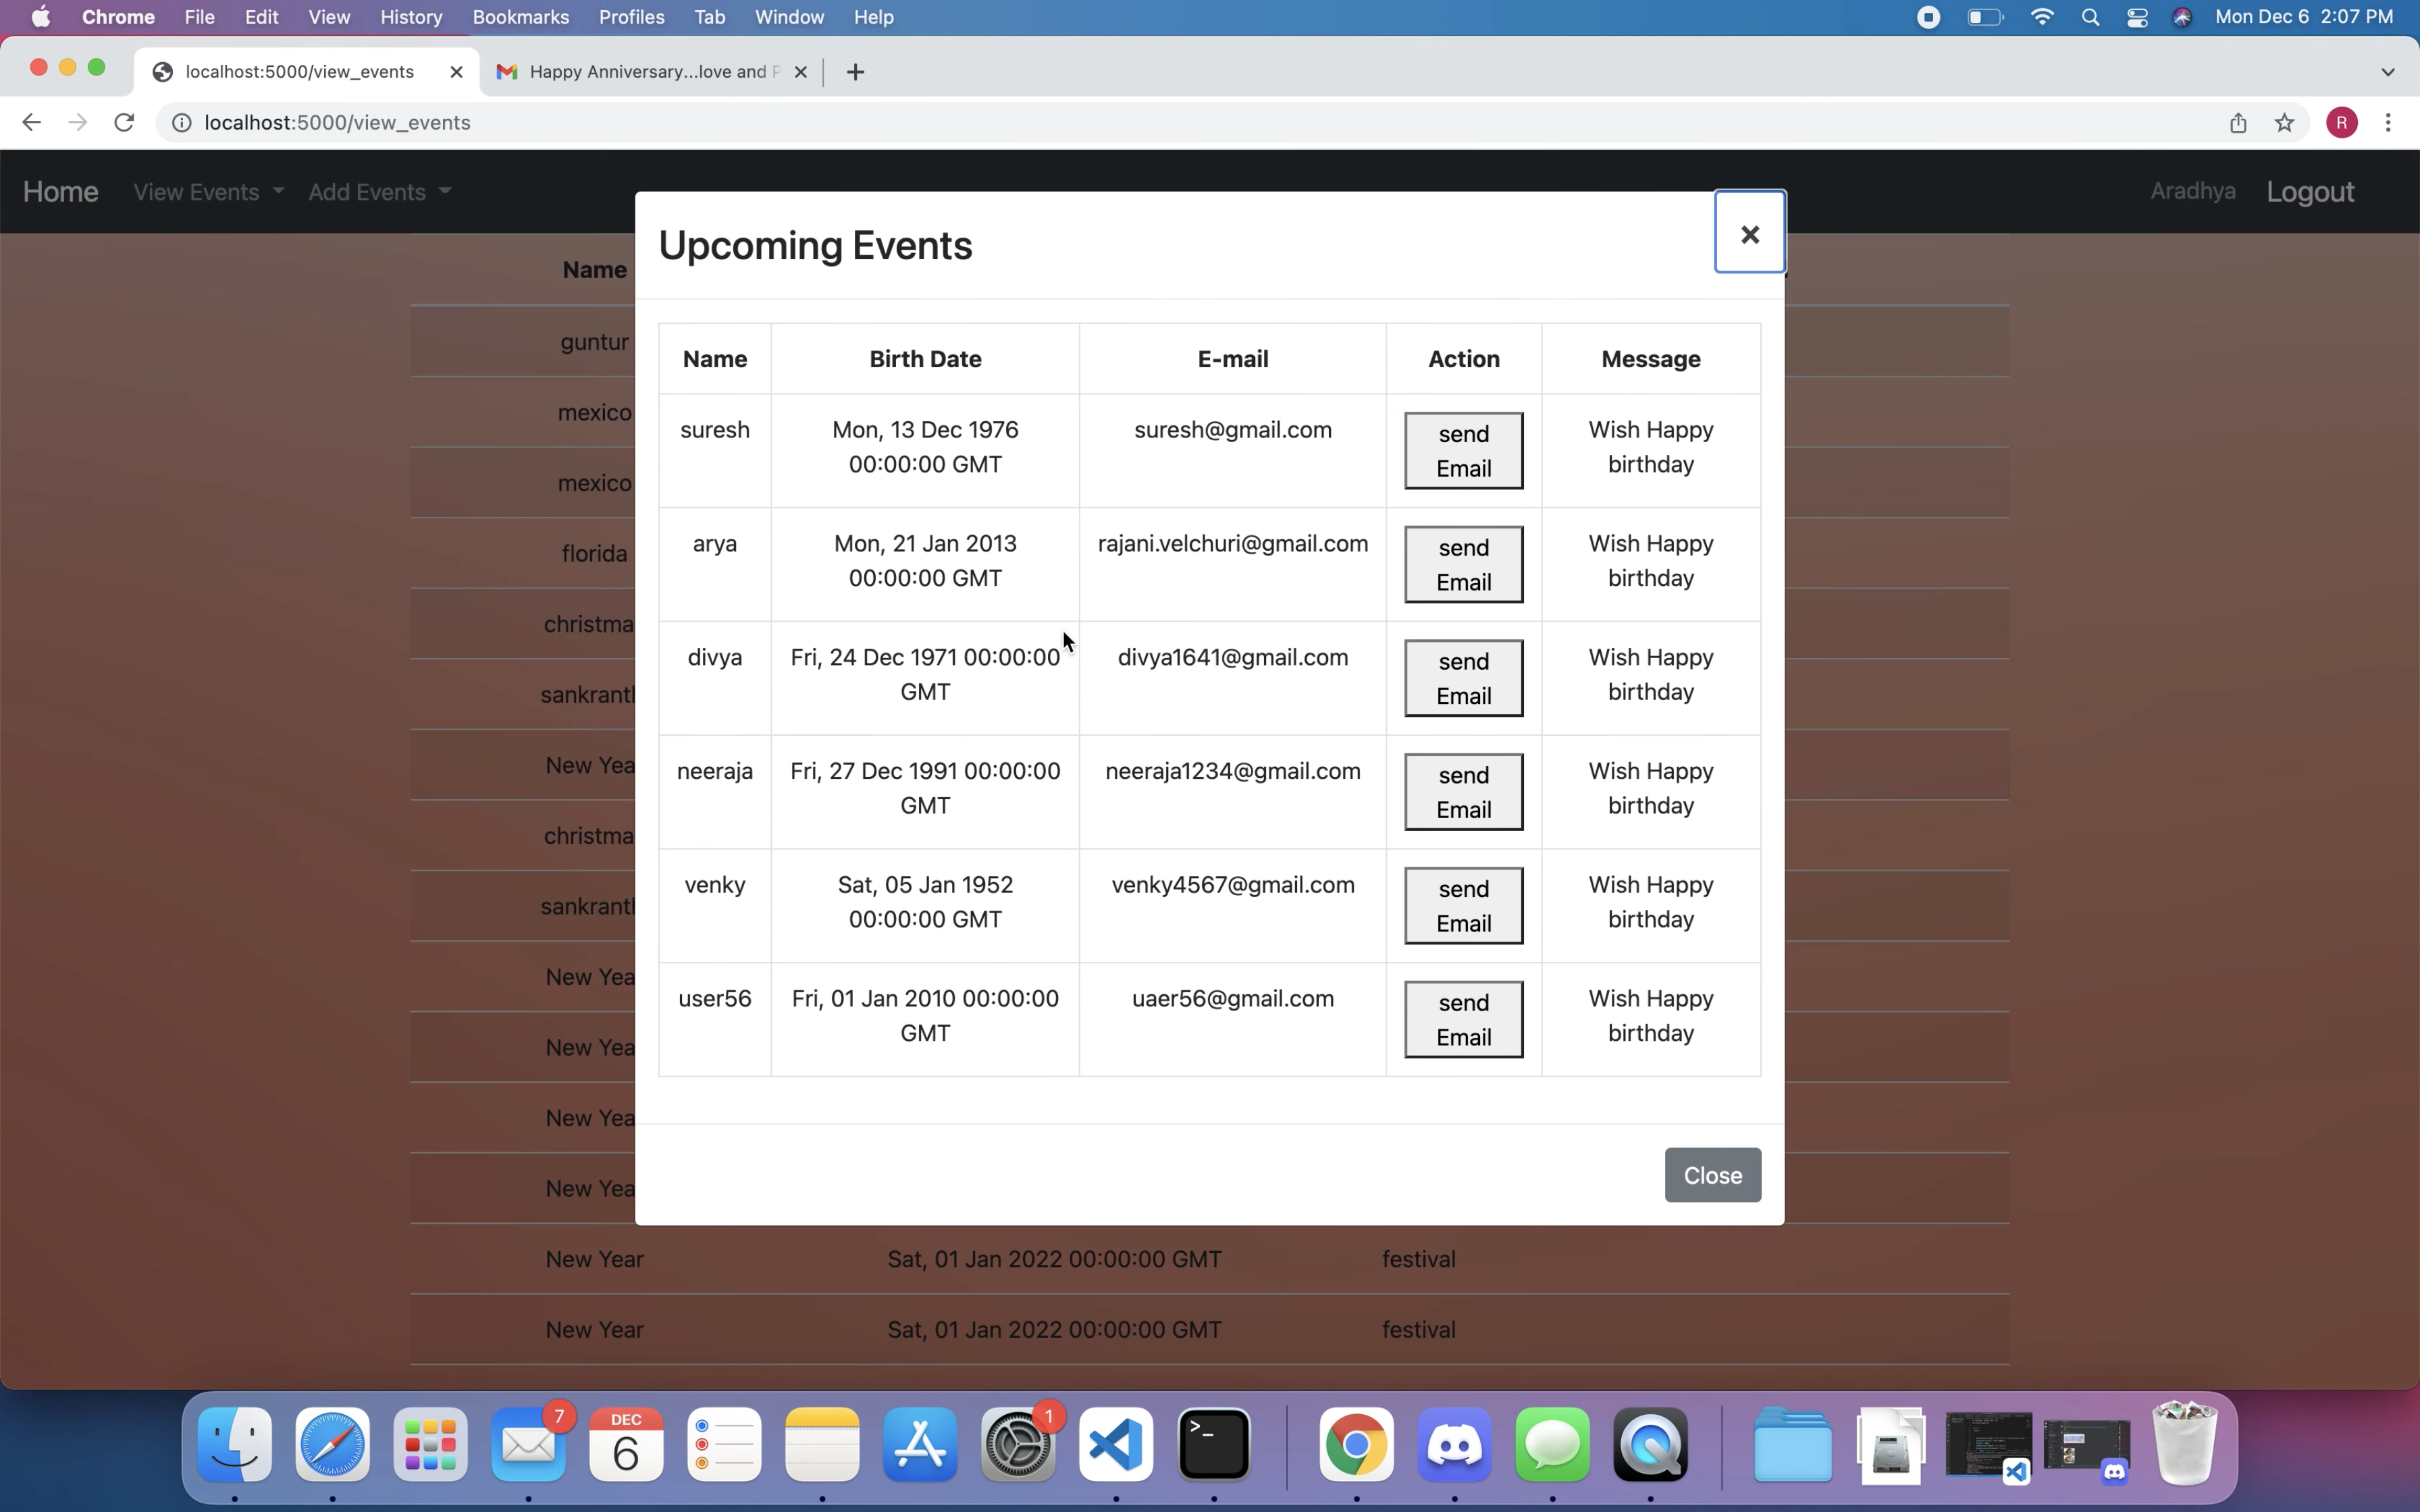 Chrome File Edit View History Bookmarks Profiles Tab Window Help Mon Dec 6 2:07 PM
localhost:5000/view_events Happy Anniversary...love and
localhost:5000/view_events R
Home View Events Add Events Aradhya Logout
Upcoming Events
Name
Name Birth Date E-mail Action Message
guntur
mexico
suresh Mon, 13 Dec 1976 suresh@gmail.com send Wish Happy
00:00:00 GMT Email birthday
mexico
arya Mon, 21 Jan 2013 rajani.velchuri@gmail.com send Wish Happy
florida
00:00:00 GMT Email birthday
christma
divya Fri, 24 Dec 1971 00:00:00 divya1641@gmail.com send Wish Happy
GMT Email birthday
sankrant
New Yea
neeraja Fri, 27 Dec 1991 00:00:00 neeraja1234@gmail.com send Wish Happy
GMT Email birthday
christma
venky Sat, 05 Jan 1952 venky4567@gmail.com send Wish Happy
sankrant
00:00:00 GMT Email birthday
New Yea
user56 Fri, 01 Jan 2010 00:00:00 uaer56@gmail.com send Wish Happy
GMT Email birthday
New Yea
New Yea
New Yea
Close
New Year Sat, 01 Jan 2022 00:00:00 GMT festival
New Year Sat, 01 Jan 2022 00:00:00 GMT festival
7 DEC 1
6